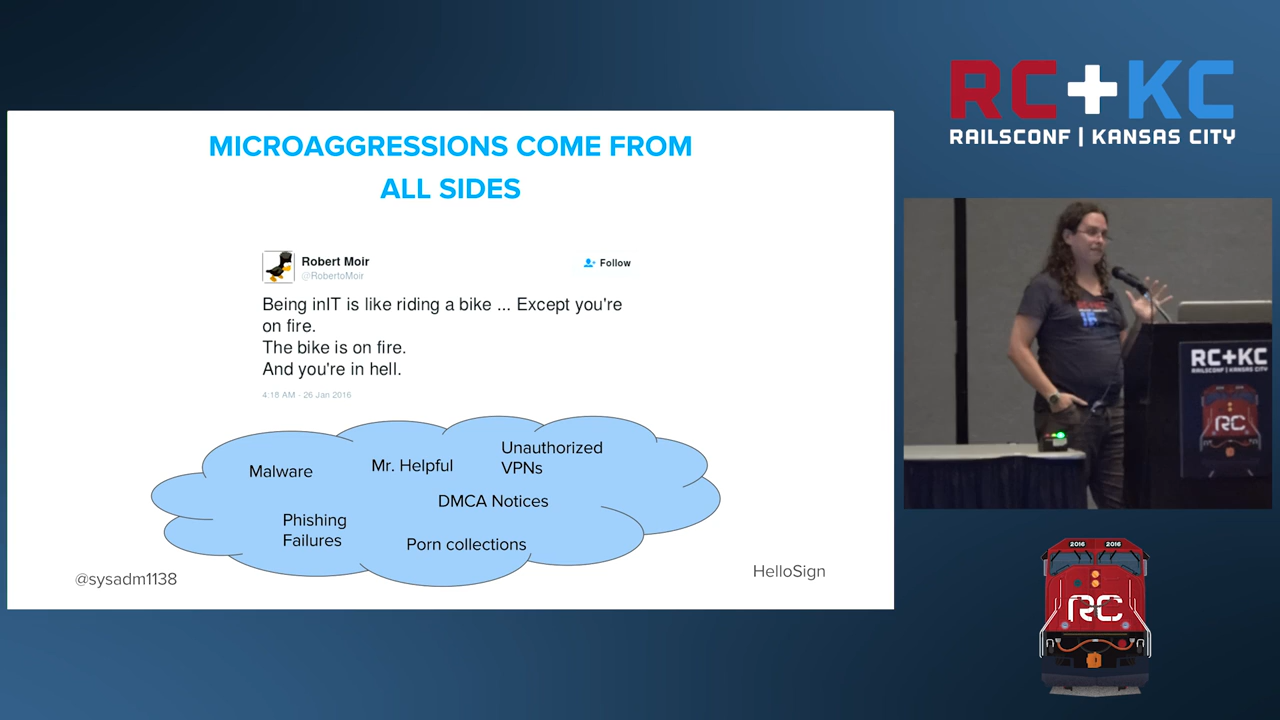 RC+KC
RAILSCONF | KANSAS CITY
MICROAGGRESSIONS COME FROM
ALL SIDES
Robert Moir
@RobertoMoir
Follow
Being inIT is like riding a bike ... Except you're
on fire.
The bike is on fire.
And you're in hell.
4:18 AM - 26 Jan 2016
Malware
Mr. Helpful
Unauthorized
VPNs
DMCA Notices
Phishing
Failures
Porn collections
@sysadm1138
HelloSign
RC+KC
RAILSCONF | KANSAS CITY
RC
2016
2016
RC